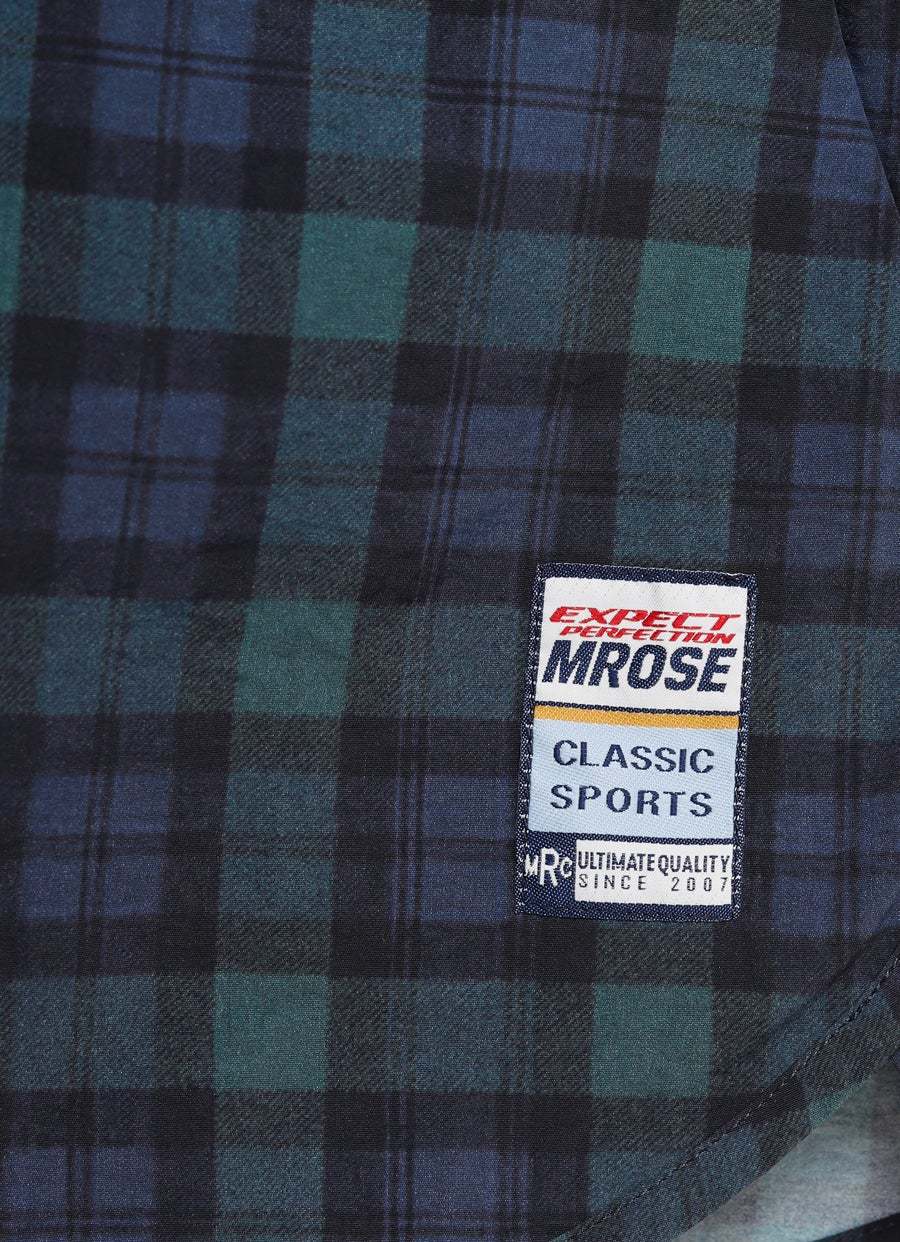 EXPECT
PERFECTION
MROSE
CLASSIC
SPORTS
MRC
ULTIMATE QUALITY
SINCE 2007